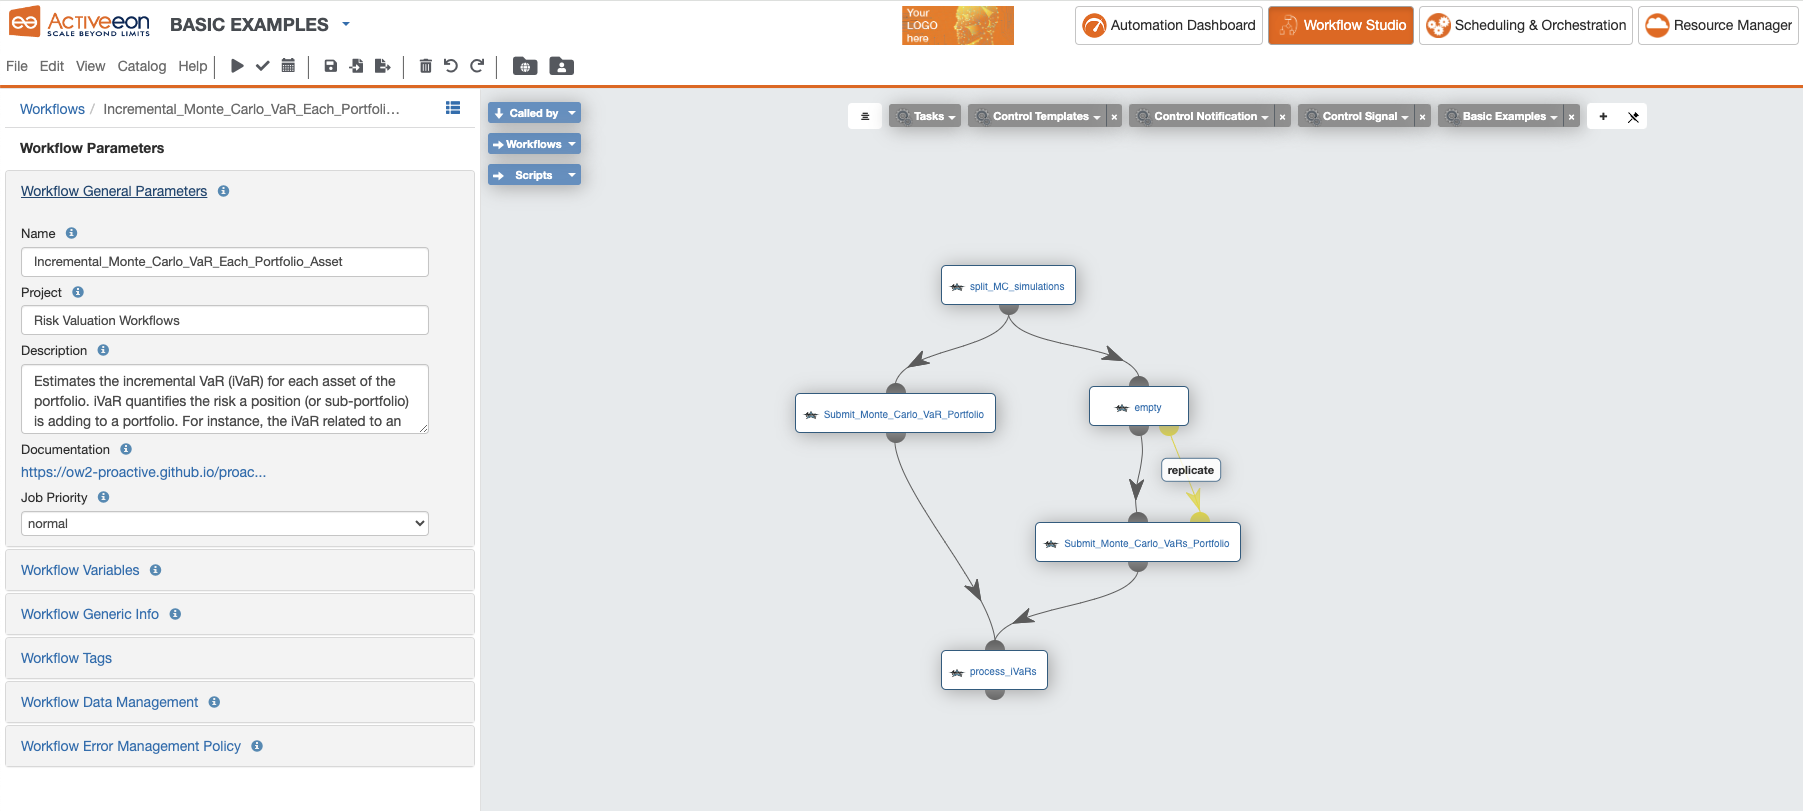 Activeeon
SCALE BEYOND LIMITS
BASIC EXAMPLES
Your
LOGO
here
Automation Dashboard
Workflow Studio
Scheduling & Orchestration
Resource Manager
File Edit View Catalog Help
Workflows / Incremental_Monte_Carlo_VaR_Each_Portfoli...
Workflow Parameters
Workflow General Parameters
Name
Incremental_Monte_Carlo_VaR_Each_Portfolio_Asset
Project
Risk Valuation Workflows
Description
Estimates the incremental VaR (iVaR) for each asset of the
portfolio. iVaR quantifies the risk a position (or sub-portfolio)
is adding to a portfolio. For instance, the iVaR related to an
Documentation
https://ow2-proactive.github.io/proac...
Job Priority
normal
Workflow Variables
Workflow Generic Info
Workflow Tags
Workflow Data Management
Workflow Error Management Policy
Called by
Workflows
Scripts
Tasks
Control Templates ×
Control Notification ×
Control Signal ×
Basic Examples ×
split_MC_simulations
Submit_Monte_Carlo_VaR_Portfolio
empty
replicate
Submit_Monte_Carlo_VaRs_Portfolio
process_iVaRs